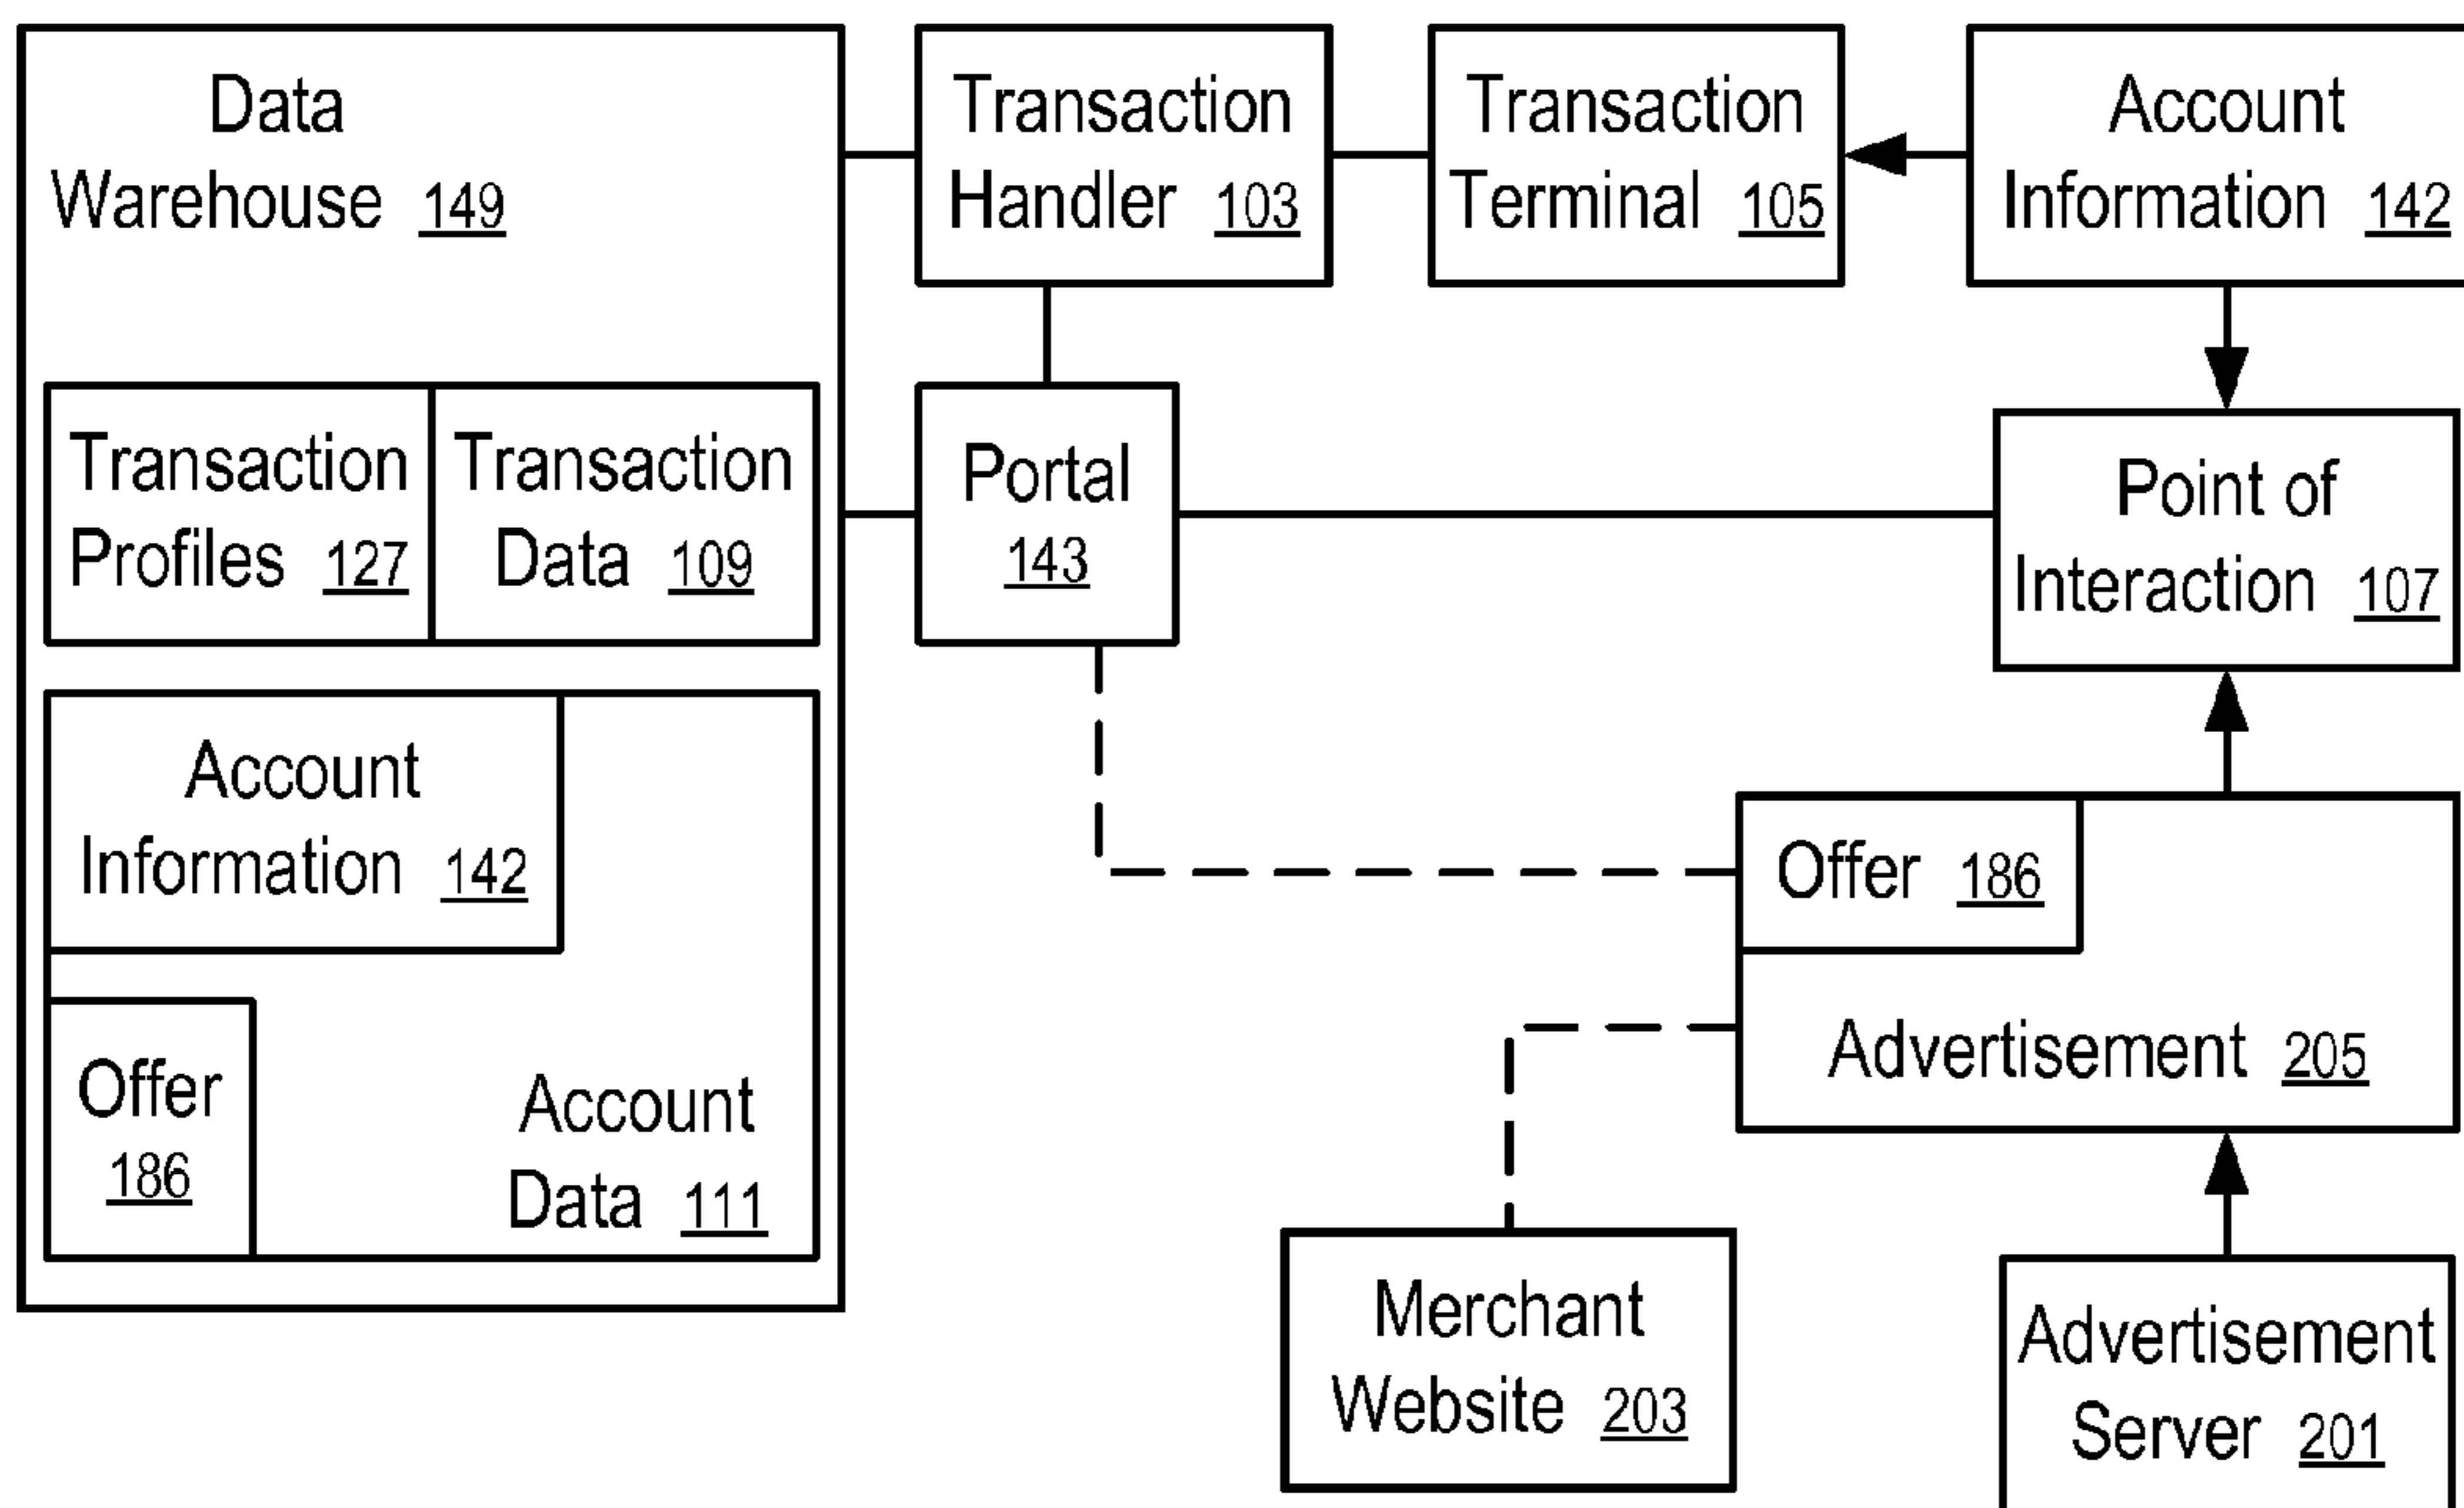 Data
Warehouse 149
Transaction
Handler 103
Transaction
Terminal 105
Account
Information 142
Transaction
Profiles 127
Transaction
Data 109
Portal
143
Point of
Interaction 107
Account
Information 142
Offer 186
Advertisement 205
Offer
186
Account
Data 111
Merchant
Website 203
Advertisement
Server 201